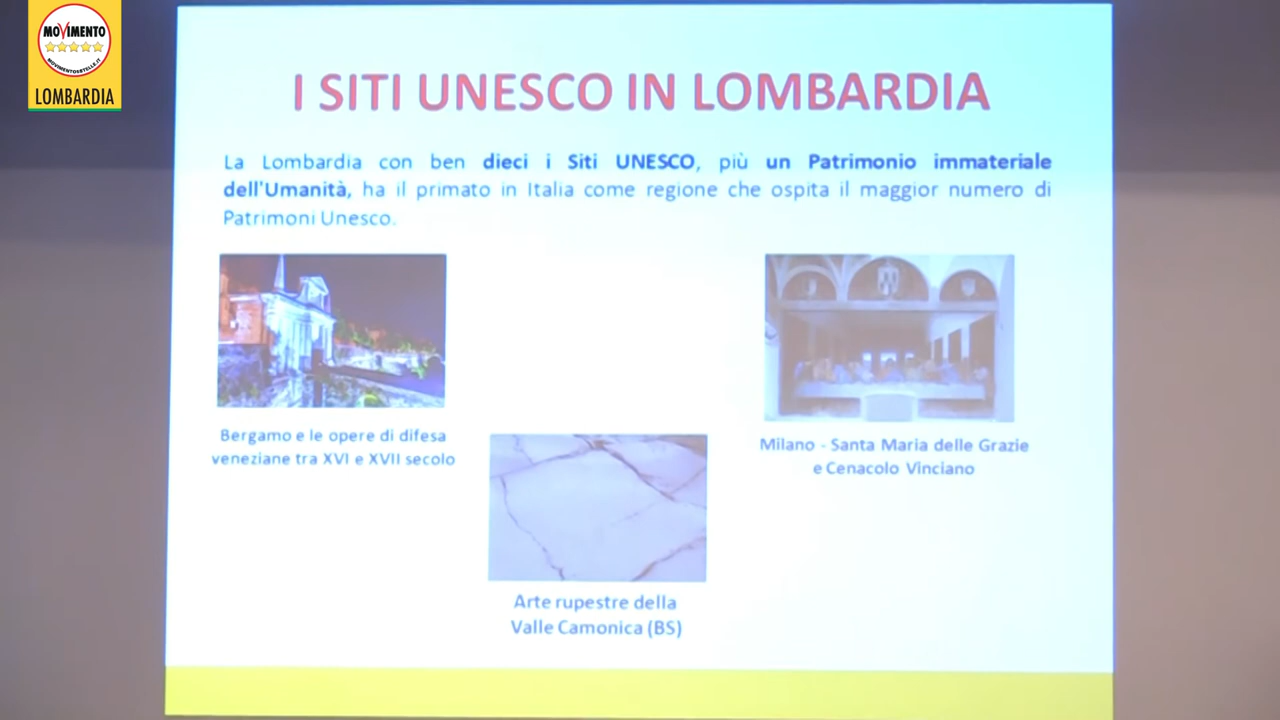 MOVIMENTO
MOVIMENTO5STELLE.IT
LOMBARDIA
I SITI UNESCO IN LOMBARDIA
La Lombardia con ben dieci i Siti UNESCO, più un Patrimonio immateriale
dell'Umanità, ha il primato in Italia come regione che ospita il maggior numero di
Patrimoni Unesco.
Bergamo e le opere di difesa
veneziane tra XVI e XVII secolo
Milano - Santa Maria delle Grazie
e Cenacolo Vinciano
Arte rupestre della
Valle Camonica (BS)